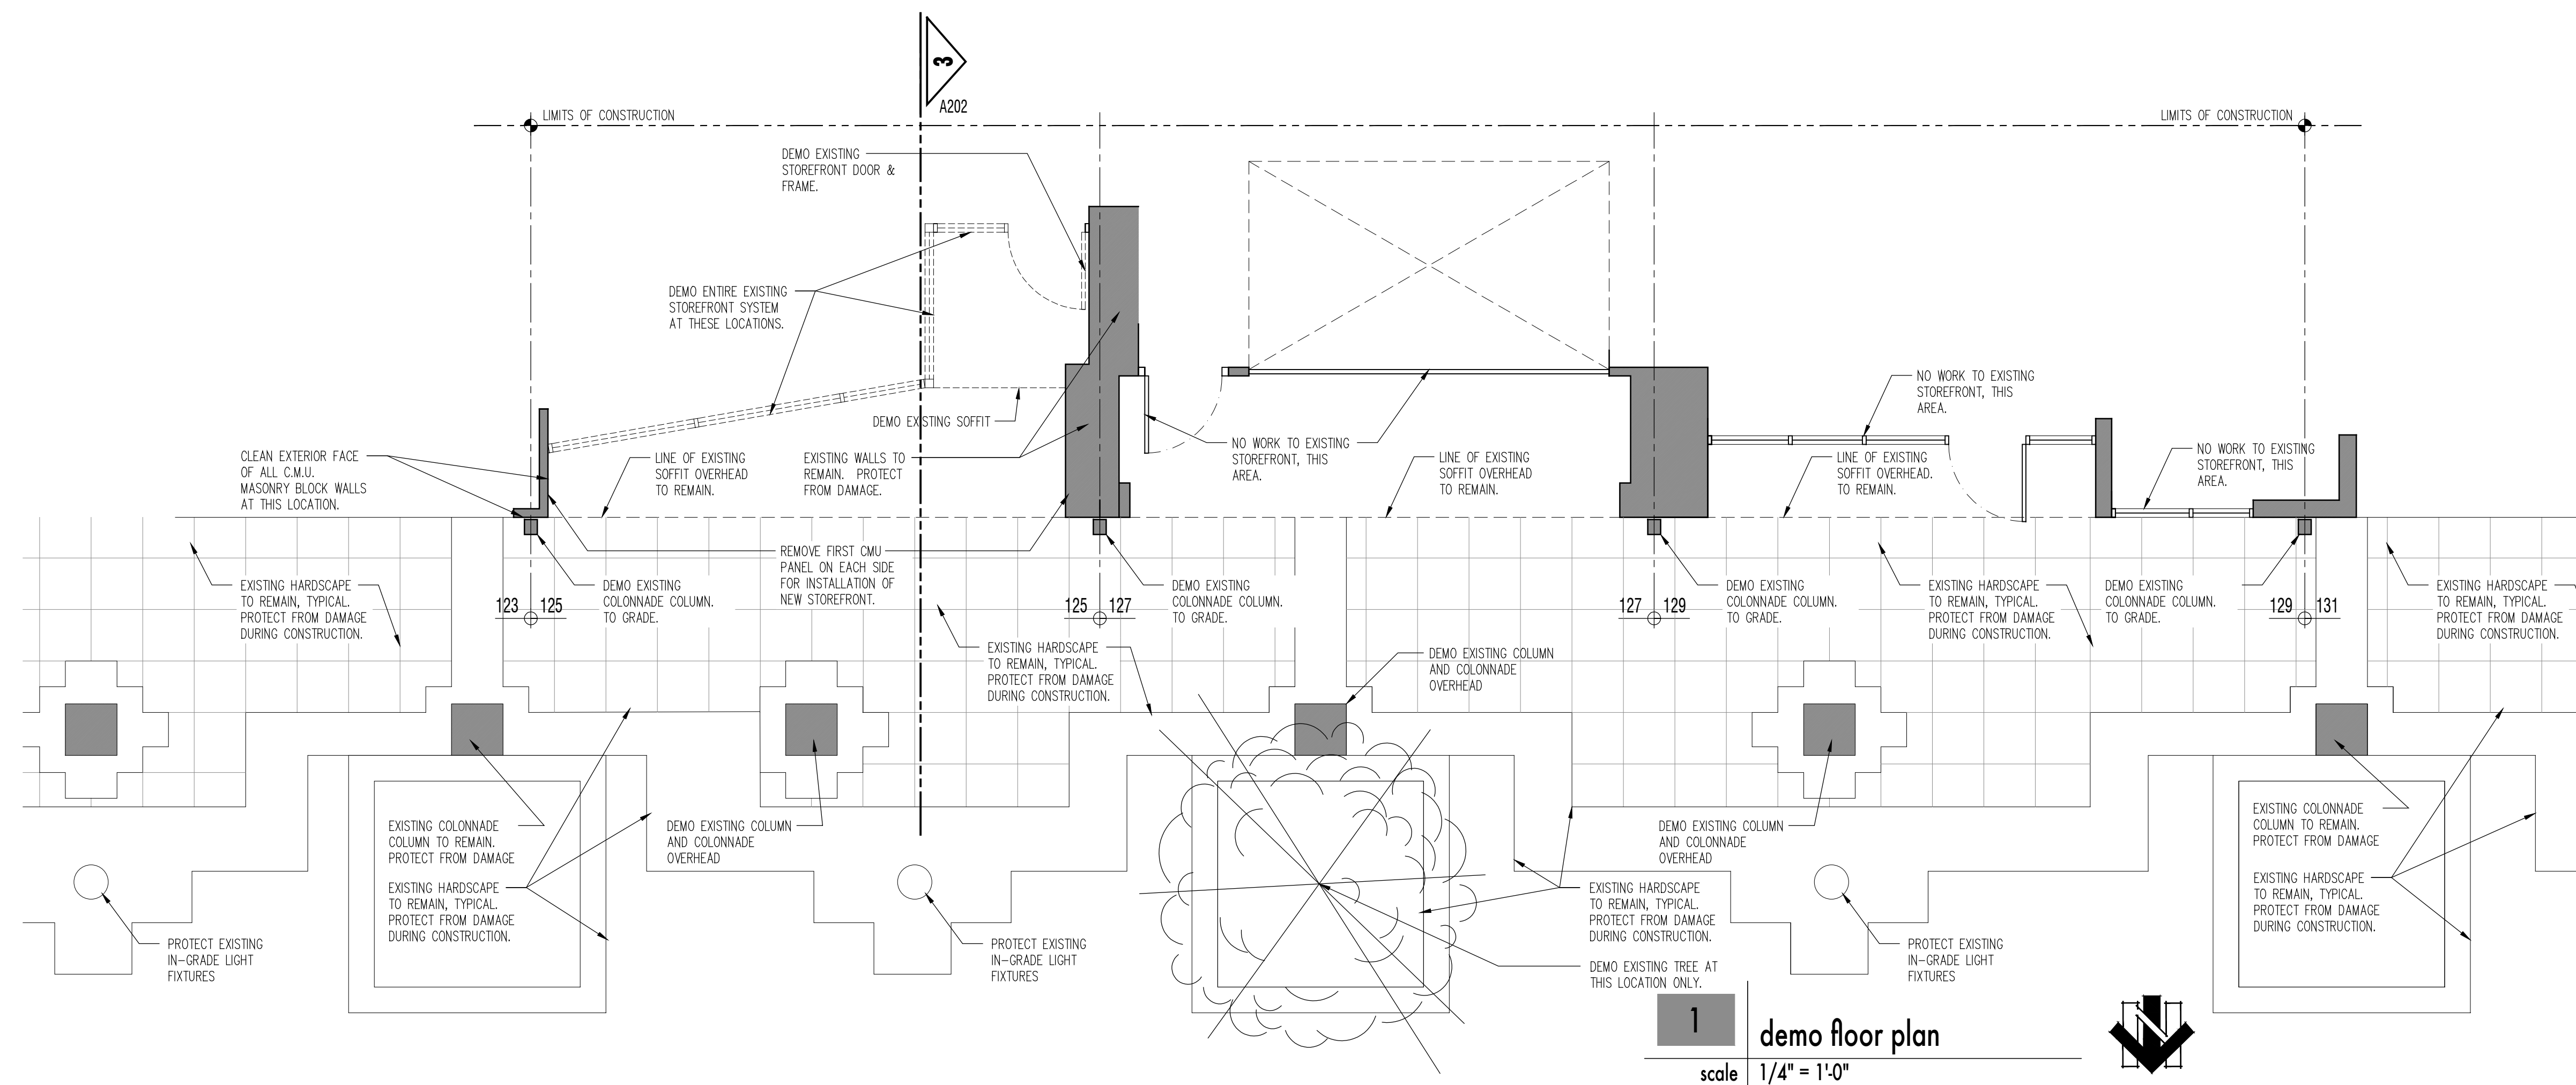 3
A202
LIMITS OF CONSTRUCTION
LIMITS OF CONSTRUCTION
DEMO EXISTING
STOREFRONT DOOR &
FRAME.
DEMO ENTIRE EXISTING
STOREFRONT SYSTEM
AT THESE LOCATIONS.
DEMO EXISTING SOFFIT
CLEAN EXTERIOR FACE
OF ALL C.M.U.
MASONRY BLOCK WALLS
AT THIS LOCATION.
LINE OF EXISTING
SOFFIT OVERHEAD
TO REMAIN.
EXISTING WALLS TO
REMAIN. PROTECT
FROM DAMAGE.
NO WORK TO EXISTING
STOREFRONT, THIS
AREA.
LINE OF EXISTING
SOFFIT OVERHEAD
TO REMAIN.
NO WORK TO EXISTING
STOREFRONT, THIS
AREA.
LINE OF EXISTING
SOFFIT OVERHEAD.
TO REMAIN.
NO WORK TO EXISTING
STOREFRONT, THIS
AREA.
REMOVE FIRST CMU
PANEL ON EACH SIDE
FOR INSTALLATION OF
NEW STOREFRONT.
EXISTING HARDSCAPE
TO REMAIN, TYPICAL.
PROTECT FROM DAMAGE
DURING CONSTRUCTION.
123 125
DEMO EXISTING
COLONNADE COLUMN.
TO GRADE.
125 127
DEMO EXISTING
COLONNADE COLUMN.
TO GRADE.
127 129
DEMO EXISTING
COLONNADE COLUMN.
TO GRADE.
EXISTING HARDSCAPE
TO REMAIN, TYPICAL.
PROTECT FROM DAMAGE
DURING CONSTRUCTION.
DEMO EXISTING
COLONNADE COLUMN.
TO GRADE.
129 131
EXISTING HARDSCAPE
TO REMAIN, TYPICAL.
PROTECT FROM DAMAGE
DURING CONSTRUCTION.
EXISTING HARDSCAPE
TO REMAIN, TYPICAL.
PROTECT FROM DAMAGE
DURING CONSTRUCTION.
DEMO EXISTING COLUMN
AND COLONNADE
OVERHEAD
EXISTING COLONNADE
COLUMN TO REMAIN.
PROTECT FROM DAMAGE
DEMO EXISTING COLUMN
AND COLONNADE
OVERHEAD
DEMO EXISTING COLUMN
AND COLONNADE
OVERHEAD
EXISTING COLONNADE
COLUMN TO REMAIN.
PROTECT FROM DAMAGE
EXISTING HARDSCAPE
TO REMAIN, TYPICAL.
PROTECT FROM DAMAGE
DURING CONSTRUCTION.
EXISTING HARDSCAPE
TO REMAIN, TYPICAL.
PROTECT FROM DAMAGE
DURING CONSTRUCTION.
EXISTING HARDSCAPE
TO REMAIN, TYPICAL.
PROTECT FROM DAMAGE
DURING CONSTRUCTION.
PROTECT EXISTING
IN-GRADE LIGHT
FIXTURES
PROTECT EXISTING
IN-GRADE LIGHT
FIXTURES
PROTECT EXISTING
IN-GRADE LIGHT
FIXTURES
DEMO EXISTING TREE AT
THIS LOCATION ONLY.
1
demo floor plan
scale 1/4" = 1'-0"
N